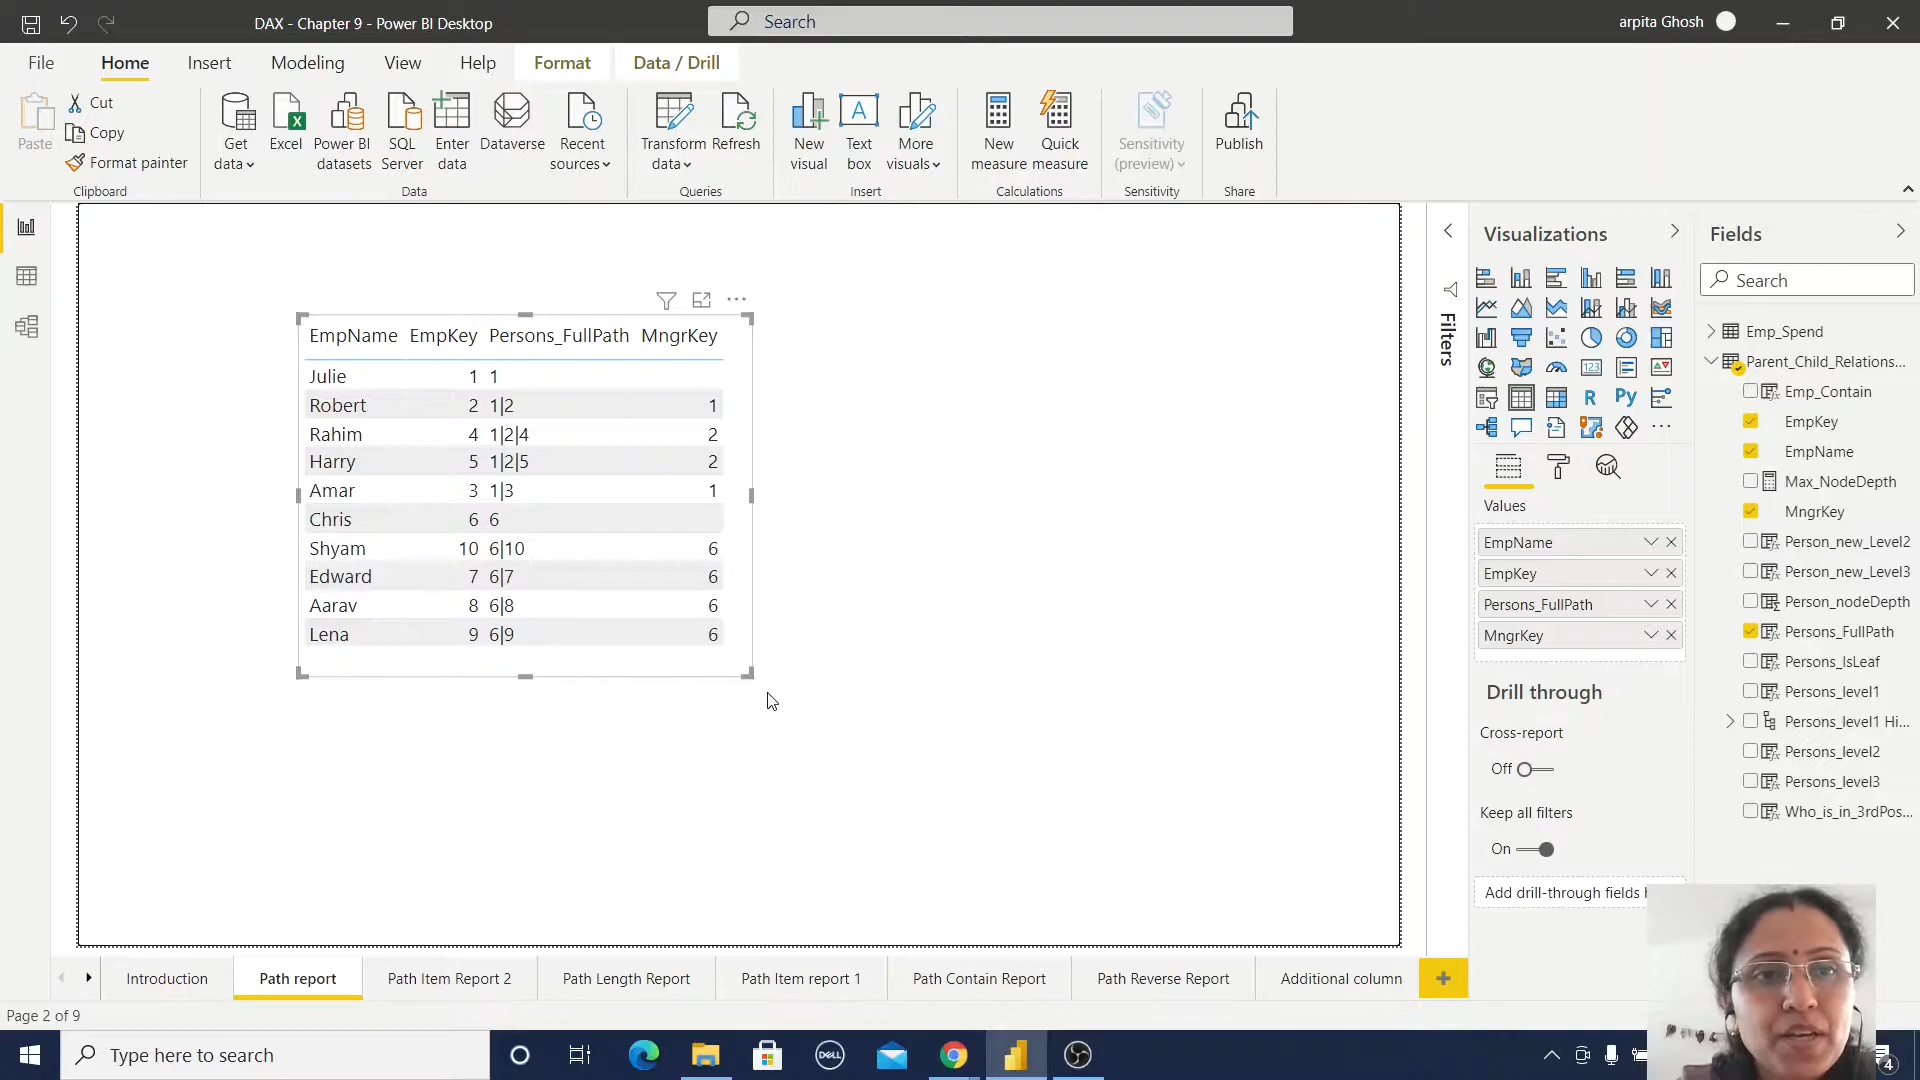 DAX - Chapter 9 - Power BI Desktop
Search
arpita Ghosh
File
Home
Insert
Modeling
View
Help
Format
Data / Drill
Paste
Cut
Copy
Format painter
Clipboard
Get data
Excel
Power BI datasets
SQL Server
Enter data
Dataverse
Recent sources
Data
Transform data
Refresh
Queries
New visual
Text box
More visuals
Insert
New measure
Quick measure
Calculations
Sensitivity (preview)
Sensitivity
Publish
Share
EmpName EmpKey Persons_FullPath MngrKey
Julie 1 1
Robert 2 1|2 1
Rahim 4 1|2|4 2
Harry 5 1|2|5 2
Amar 3 1|3 1
Chris 6 6
Shyam 10 6|10 6
Edward 7 6|7 6
Aarav 8 6|8 6
Lena 9 6|9 6
Filters
Visualizations
R
Py
123
Values
EmpName
EmpKey
Persons_FullPath
MngrKey
Drill through
Cross-report
Off
Keep all filters
On
Add drill-through fields h
Fields
Search
Emp_Spend
Parent_Child_Relations...
Emp_Contain
EmpKey
EmpName
Max_NodeDepth
MngrKey
Person_new_Level2
Person_new_Level3
Person_nodeDepth
Persons_FullPath
Persons_IsLeaf
Persons_level1
Persons_level1 Hi...
Persons_level2
Persons_level3
Who_is_in_3rdPos...
Introduction
Path report
Path Item Report 2
Path Length Report
Path Item report 1
Path Contain Report
Path Reverse Report
Additional column
Page 2 of 9
Type here to search
DELL
4